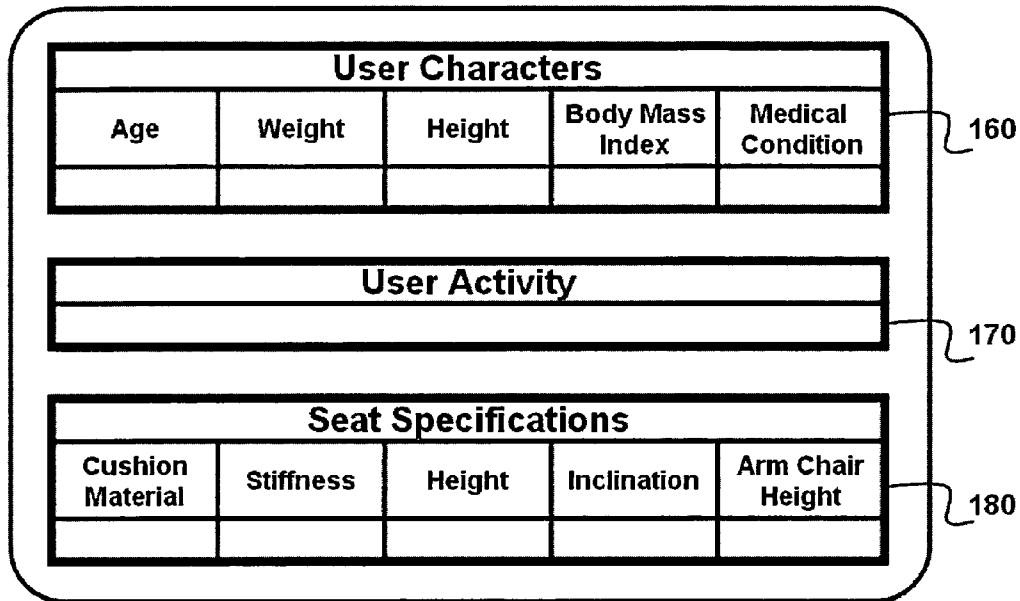 User Characters
Age Weight Height Body Mass Index Medical Condition
160
User Activity
170
Seat Specifications
Cushion Material Stiffness Height Inclination Arm Chair Height
180